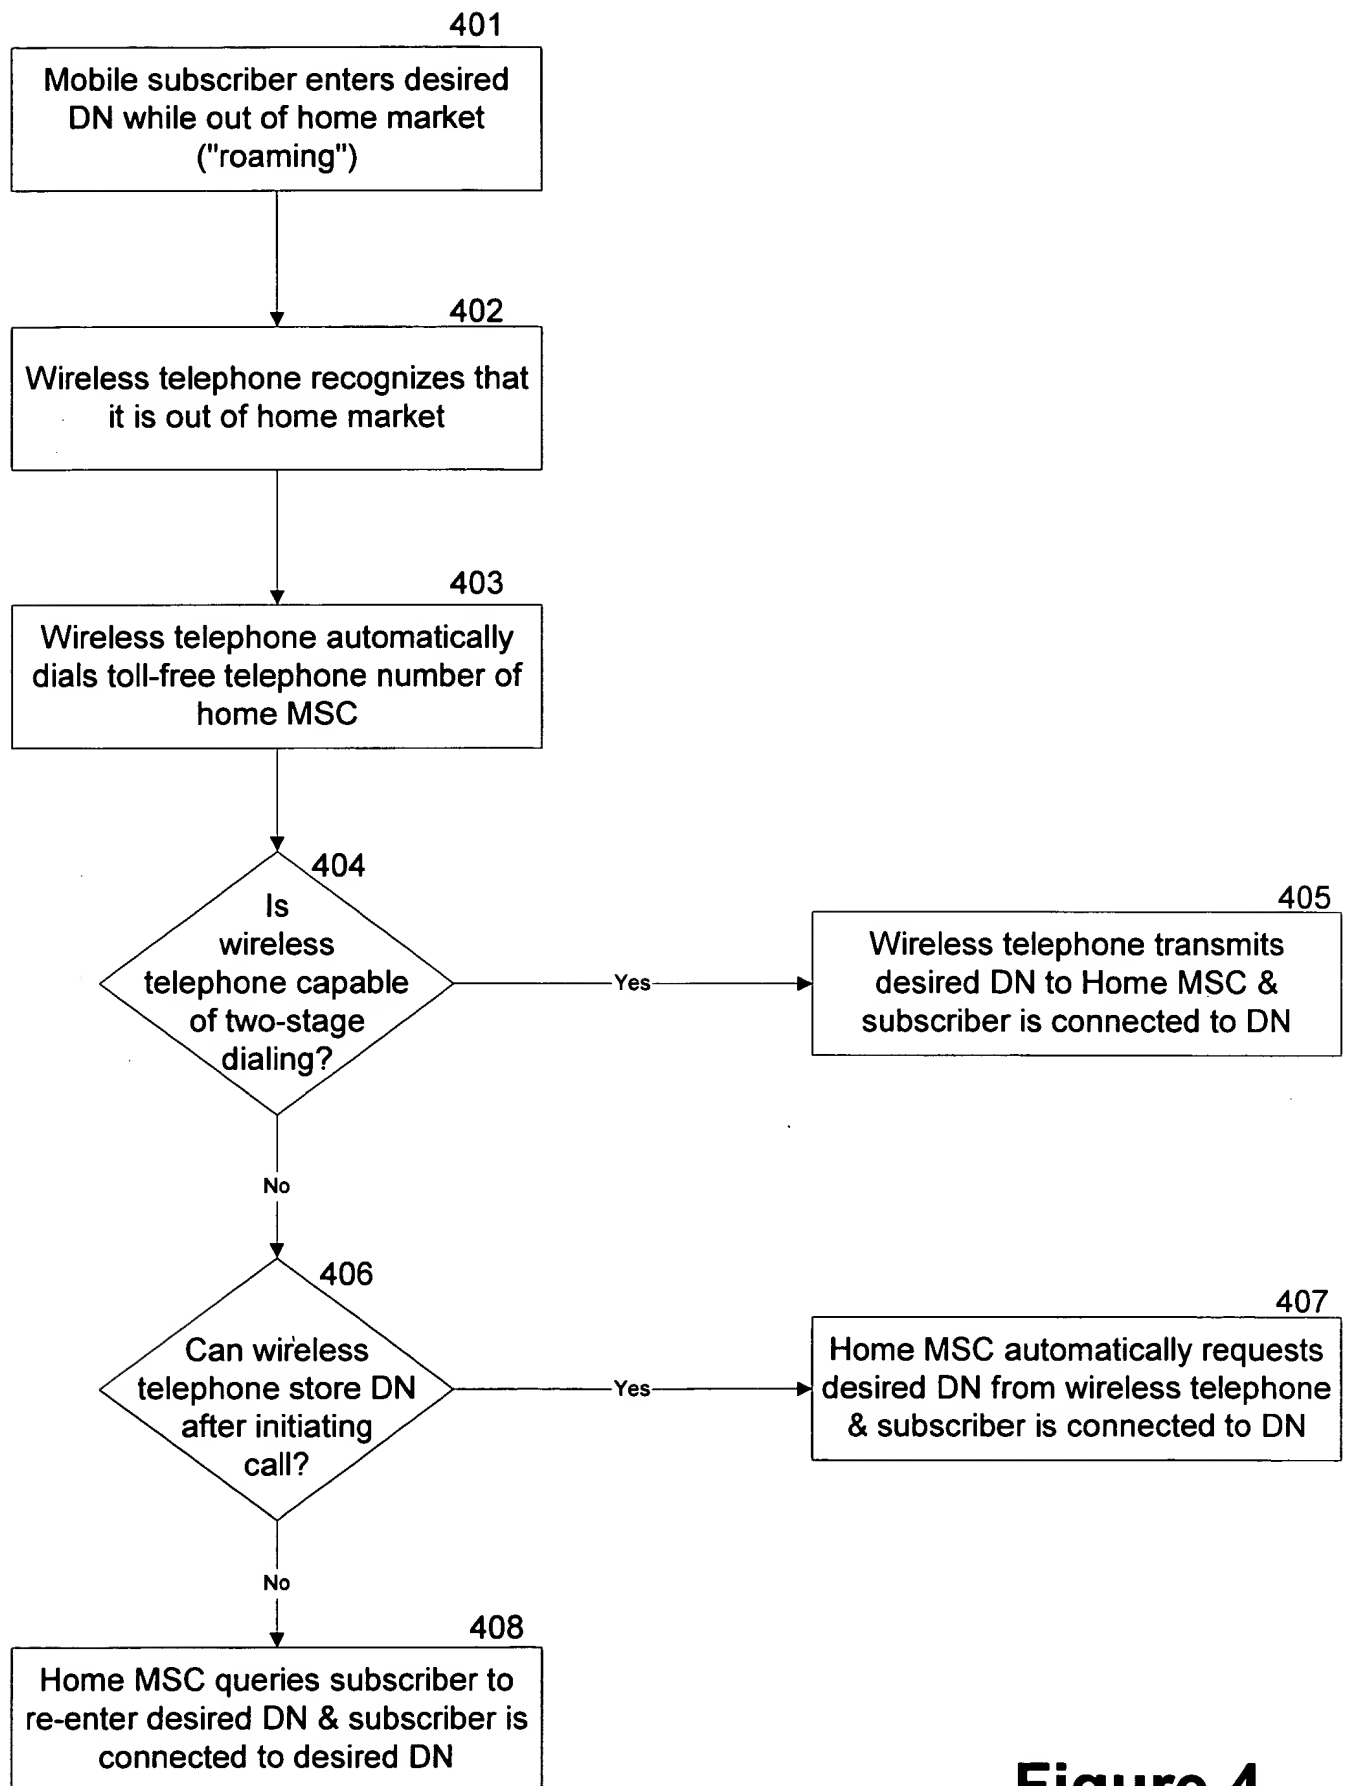 401
Mobile subscriber enters desired
DN while out of home market
("roaming")
402
Wireless telephone recognizes that
it is out of home market
403
Wireless telephone automatically
dials toll-free telephone number of
home MSC
404
Is
wireless
telephone capable
of two-stage
dialing?
Yes
405
Wireless telephone transmits
desired DN to Home MSC &
subscriber is connected to DN
No
406
Can wireless
telephone store DN
after initiating
call?
Yes
407
Home MSC automatically requests
desired DN from wireless telephone
& subscriber is connected to DN
No
408
Home MSC queries subscriber to
re-enter desired DN & subscriber is
connected to desired DN
Figure 4